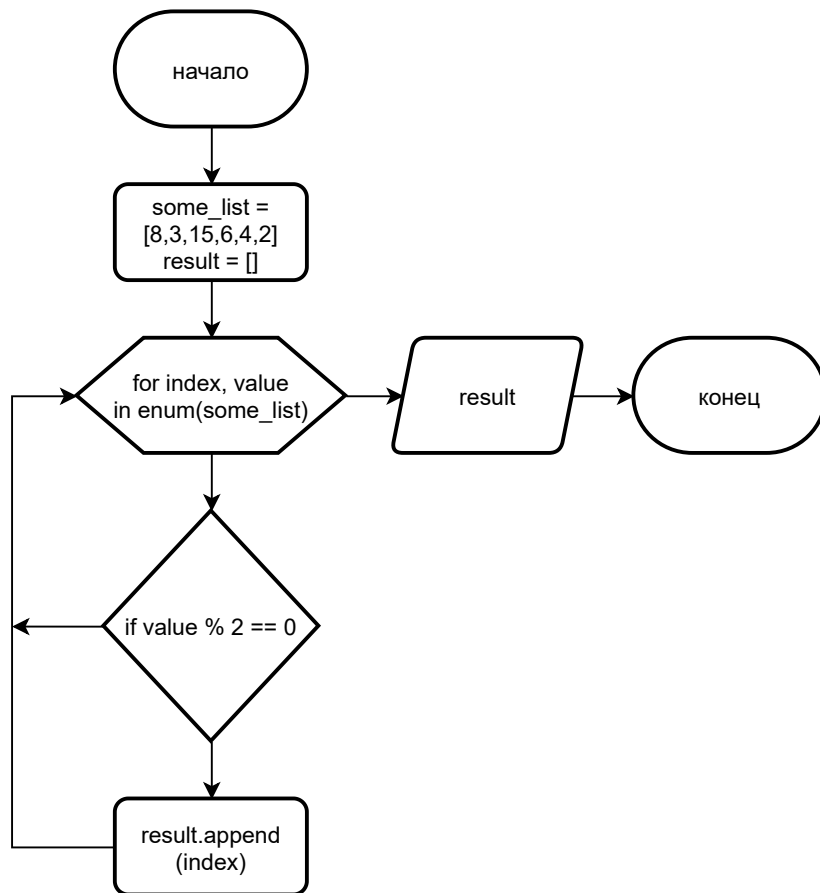 начало
some_list =
[8,3,15,6,4,2]
result = []
for index, value
in enum(some_list)
result
конец
if value % 2 == 0
result.append
(index)